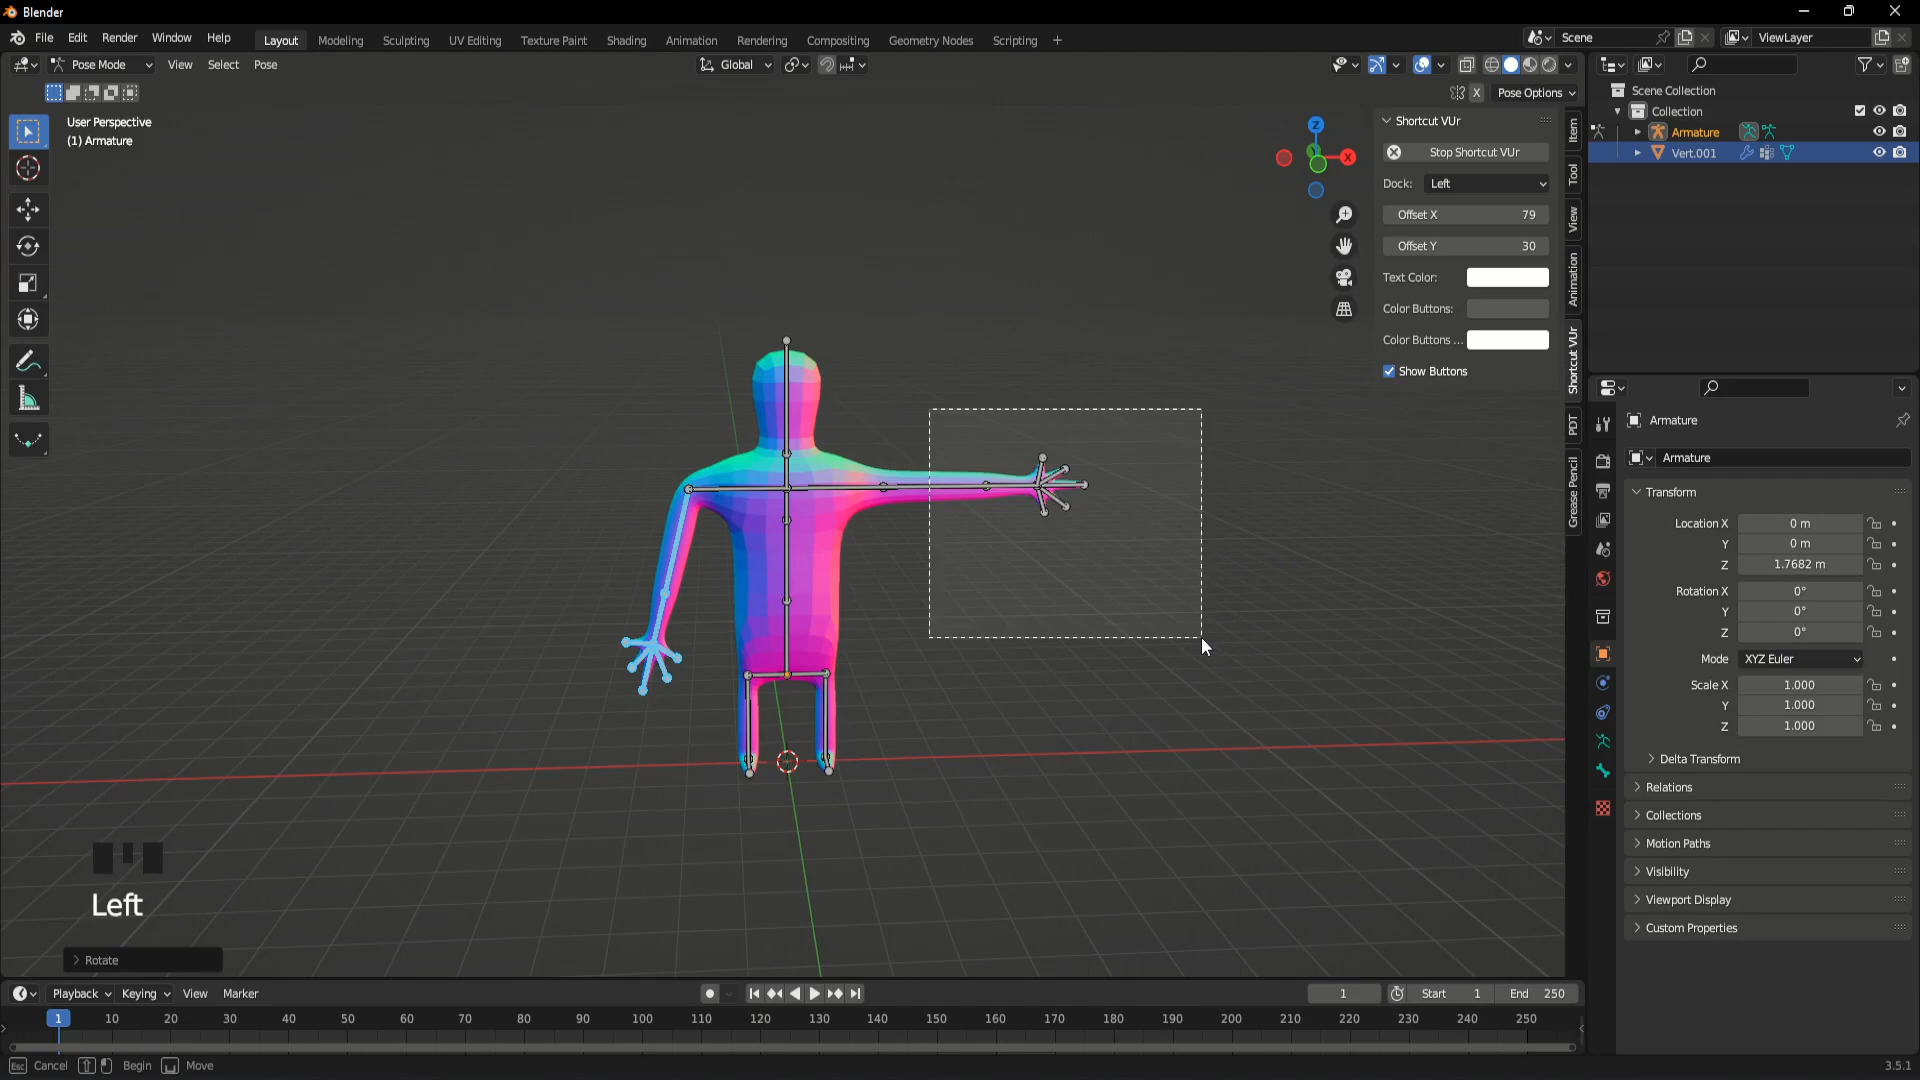 Blender
File Edit Render Window Help Layout Modeling Sculpting UV Editing Texture Paint Shading Animation Rendering Compositing Geometry Nodes Scripting + Scene ViewLayer
Pose Mode View Select Pose Global
X Pose Options
User Perspective
(1) Armature
Z
X
Shortcut VUr
Stop Shortcut VUr
Dock: Left
Offset X 79
Offset Y 30
Text Color:
Color Buttons:
Color Buttons ...
Show Buttons
Item
Tool
View
Animation
Shortcut VUr
PDT
Grease Pencil
Scene Collection
Collection
Armature
Vert.001
Armature
Armature
Transform
Location X 0 m
Y 0 m
Z 1.7682 m
Rotation X 0°
Y 0°
Z 0°
Mode XYZ Euler
Scale X 1.000
Y 1.000
Z 1.000
Delta Transform
Relations
Collections
Motion Paths
Visibility
Viewport Display
Custom Properties
Left
Rotate
Playback Keying View Marker 1 Start 1 End 250
1 10 20 30 40 50 60 70 80 90 100 110 120 130 140 150 160 170 180 190 200 210 220 230 240 250
Esc Cancel Begin Move 3.5.1